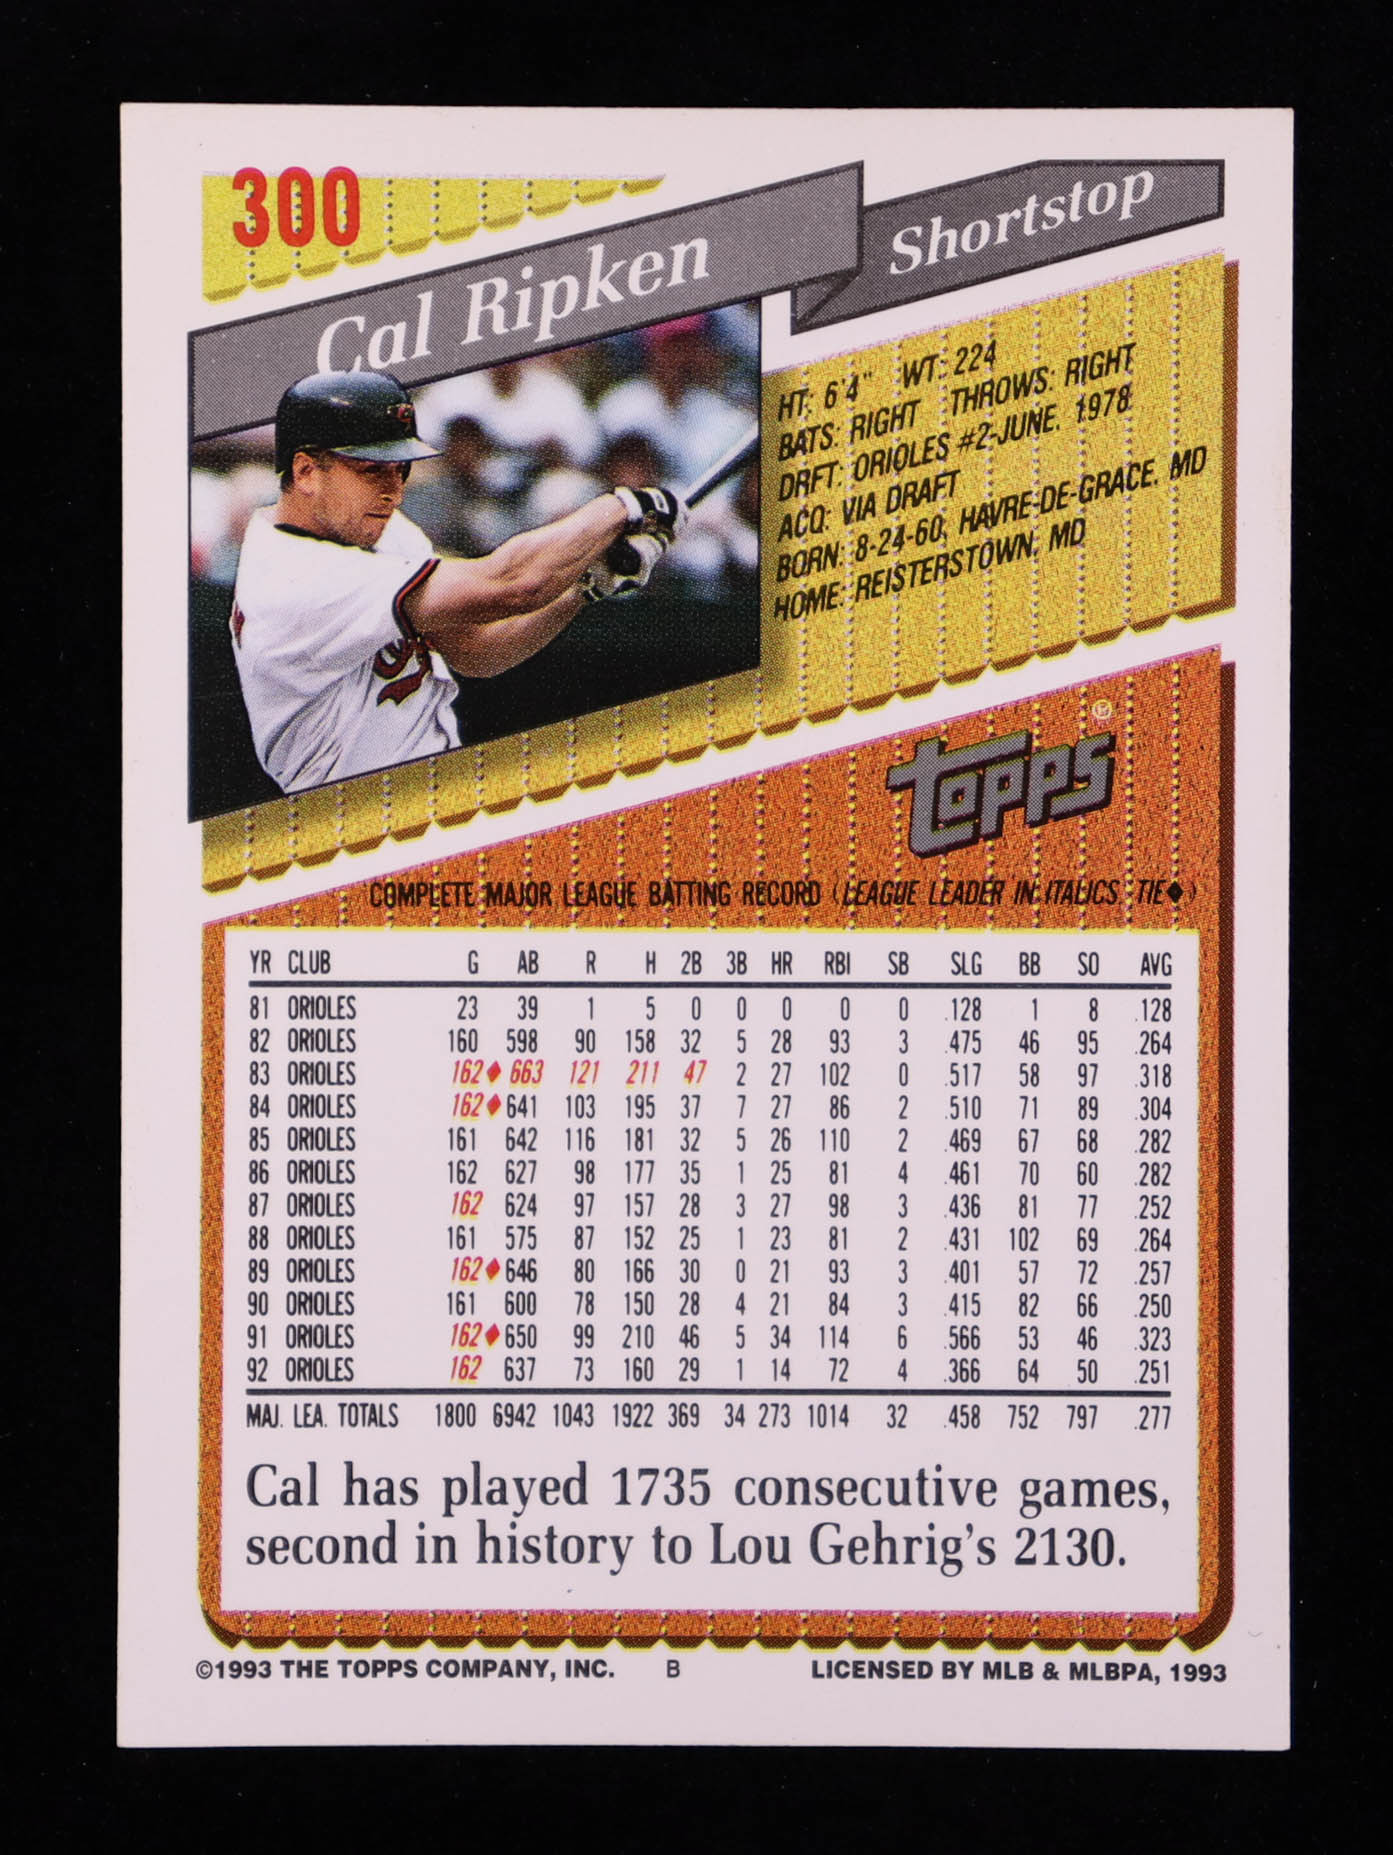 300
Cal Ripken
Shortstop
HT: 6'4" WT: 224
BATS: RIGHT THROWS: RIGHT
DRFT: ORIOLES #2-JUNE, 1978
ACQ: VIA DRAFT
BORN: 8-24-60, HAVRE-DE-GRACE, MD
HOME: REISTERSTOWN, MD
topps®
COMPLETE MAJOR LEAGUE BATTING RECORD (LEAGUE LEADER IN ITALICS, TIE♦)
YR CLUB G AB R H 2B 3B HR RBI SB SLG BB SO AVG
81 ORIOLES 23 39 1 5 0 0 0 0 0 .128 1 8 .128
82 ORIOLES 160 598 90 158 32 5 28 93 3 .475 46 95 .264
83 ORIOLES 162♦ 663 121 211 47 2 27 102 0 .517 58 97 .318
84 ORIOLES 162♦ 641 103 195 37 7 27 86 2 .510 71 89 .304
85 ORIOLES 161 642 116 181 32 5 26 110 2 .469 67 68 .282
86 ORIOLES 162 627 98 177 35 1 25 81 4 .461 70 60 .282
87 ORIOLES 162 624 97 157 28 3 27 98 3 .436 81 77 .252
88 ORIOLES 161 575 87 152 25 1 23 81 2 .431 102 69 .264
89 ORIOLES 162♦ 646 80 166 30 0 21 93 3 .401 57 72 .257
90 ORIOLES 161 600 78 150 28 4 21 84 3 .415 82 66 .250
91 ORIOLES 162♦ 650 99 210 46 5 34 114 6 .566 53 46 .323
92 ORIOLES 162 637 73 160 29 1 14 72 4 .366 64 50 .251
MAJ. LEA. TOTALS 1800 6942 1043 1922 369 34 273 1014 32 .458 752 797 .277
Cal has played 1735 consecutive games,
second in history to Lou Gehrig's 2130.
©1993 THE TOPPS COMPANY, INC. B LICENSED BY MLB & MLBPA, 1993